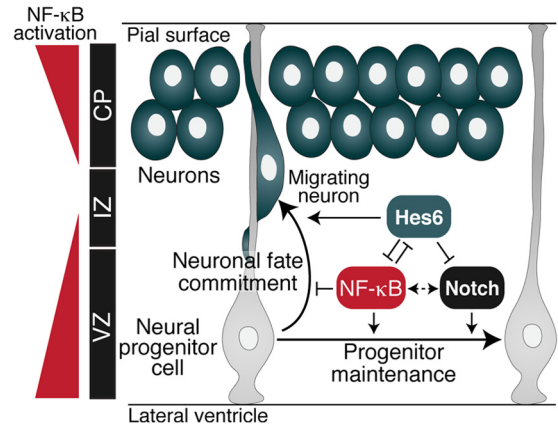 NF-κB
activation
Pial surface
CP
IZ
VZ
Neurons
Migrating
neuron
Hes6
Neuronal fate
commitment
NF-κB
Notch
Neural
progenitor
cell
Progenitor
maintenance
Lateral ventricle